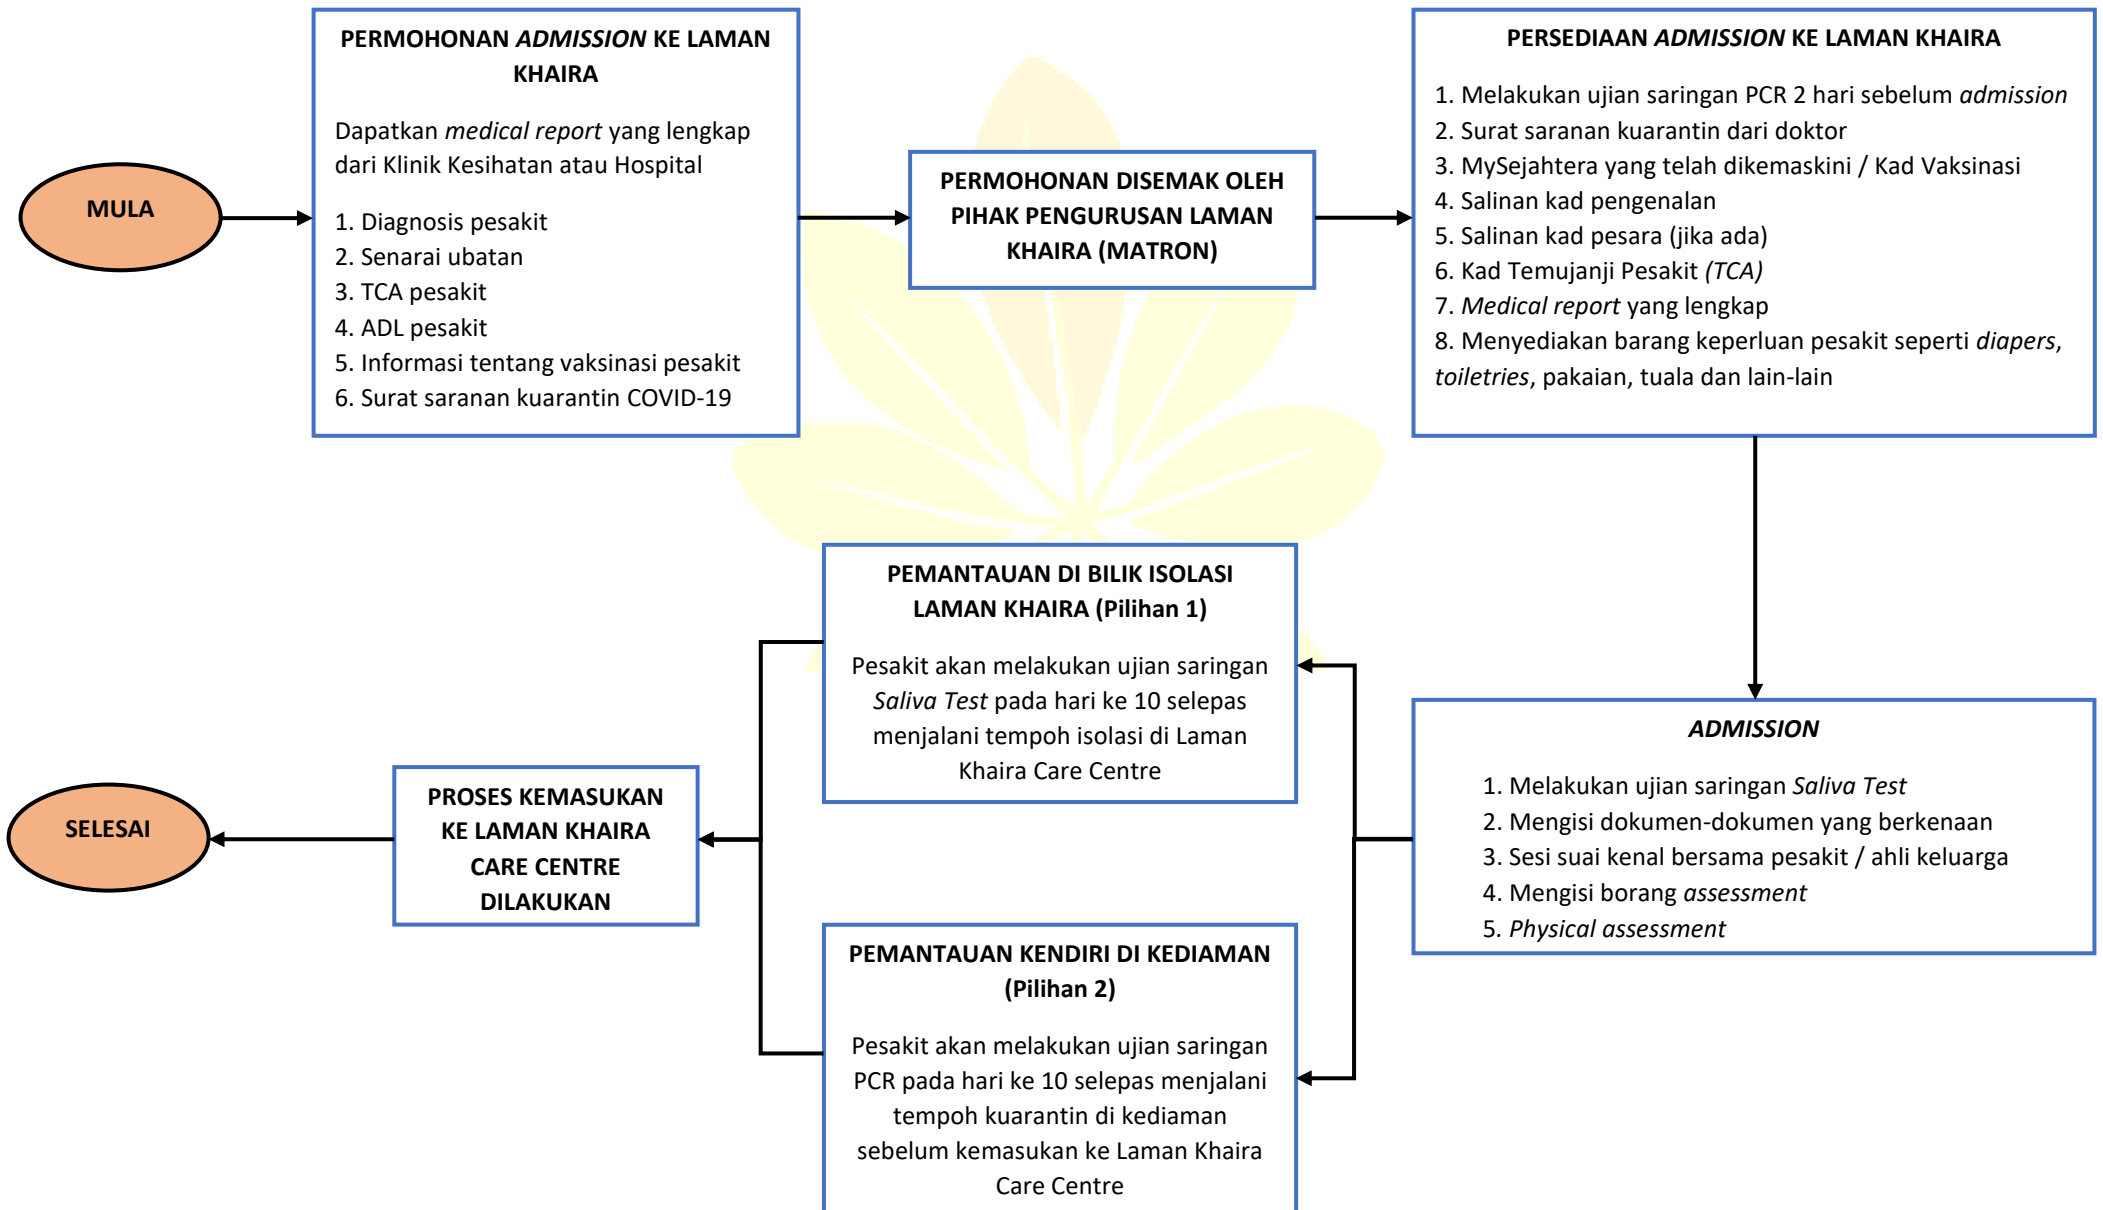 MULA
PERMOHONAN ADMISSION KE LAMAN
KHAIRA
Dapatkan medical report yang lengkap
dari Klinik Kesihatan atau Hospital
1. Diagnosis pesakit
2. Senarai ubatan
3. TCA pesakit
4. ADL pesakit
5. Informasi tentang vaksinasi pesakit
6. Surat saranan kuarantin COVID-19
PERMOHONAN DISEMAK OLEH
PIHAK PENGURUSAN LAMAN
KHAIRA (MATRON)
PERSEDIAAN ADMISSION KE LAMAN KHAIRA
1. Melakukan ujian saringan PCR 2 hari sebelum admission
2. Surat saranan kuarantin dari doktor
3. MySejahtera yang telah dikemaskini / Kad Vaksinasi
4. Salinan kad pengenalan
5. Salinan kad pesara (jika ada)
6. Kad Temujanji Pesakit (TCA)
7. Medical report yang lengkap
8. Menyediakan barang keperluan pesakit seperti diapers,
toiletries, pakaian, tuala dan lain-lain
ADMISSION
1. Melakukan ujian saringan Saliva Test
2. Mengisi dokumen-dokumen yang berkenaan
3. Sesi suai kenal bersama pesakit / ahli keluarga
4. Mengisi borang assessment
5. Physical assessment
PEMANTAUAN DI BILIK ISOLASI
LAMAN KHAIRA (Pilihan 1)
Pesakit akan melakukan ujian saringan
Saliva Test pada hari ke 10 selepas
menjalani tempoh isolasi di Laman
Khaira Care Centre
PEMANTAUAN KENDIRI DI KEDIAMAN
(Pilihan 2)
Pesakit akan melakukan ujian saringan
PCR pada hari ke 10 selepas menjalani
tempoh kuarantin di kediaman
sebelum kemasukan ke Laman Khaira
Care Centre
PROSES KEMASUKAN
KE LAMAN KHAIRA
CARE CENTRE
DILAKUKAN
SELESAI